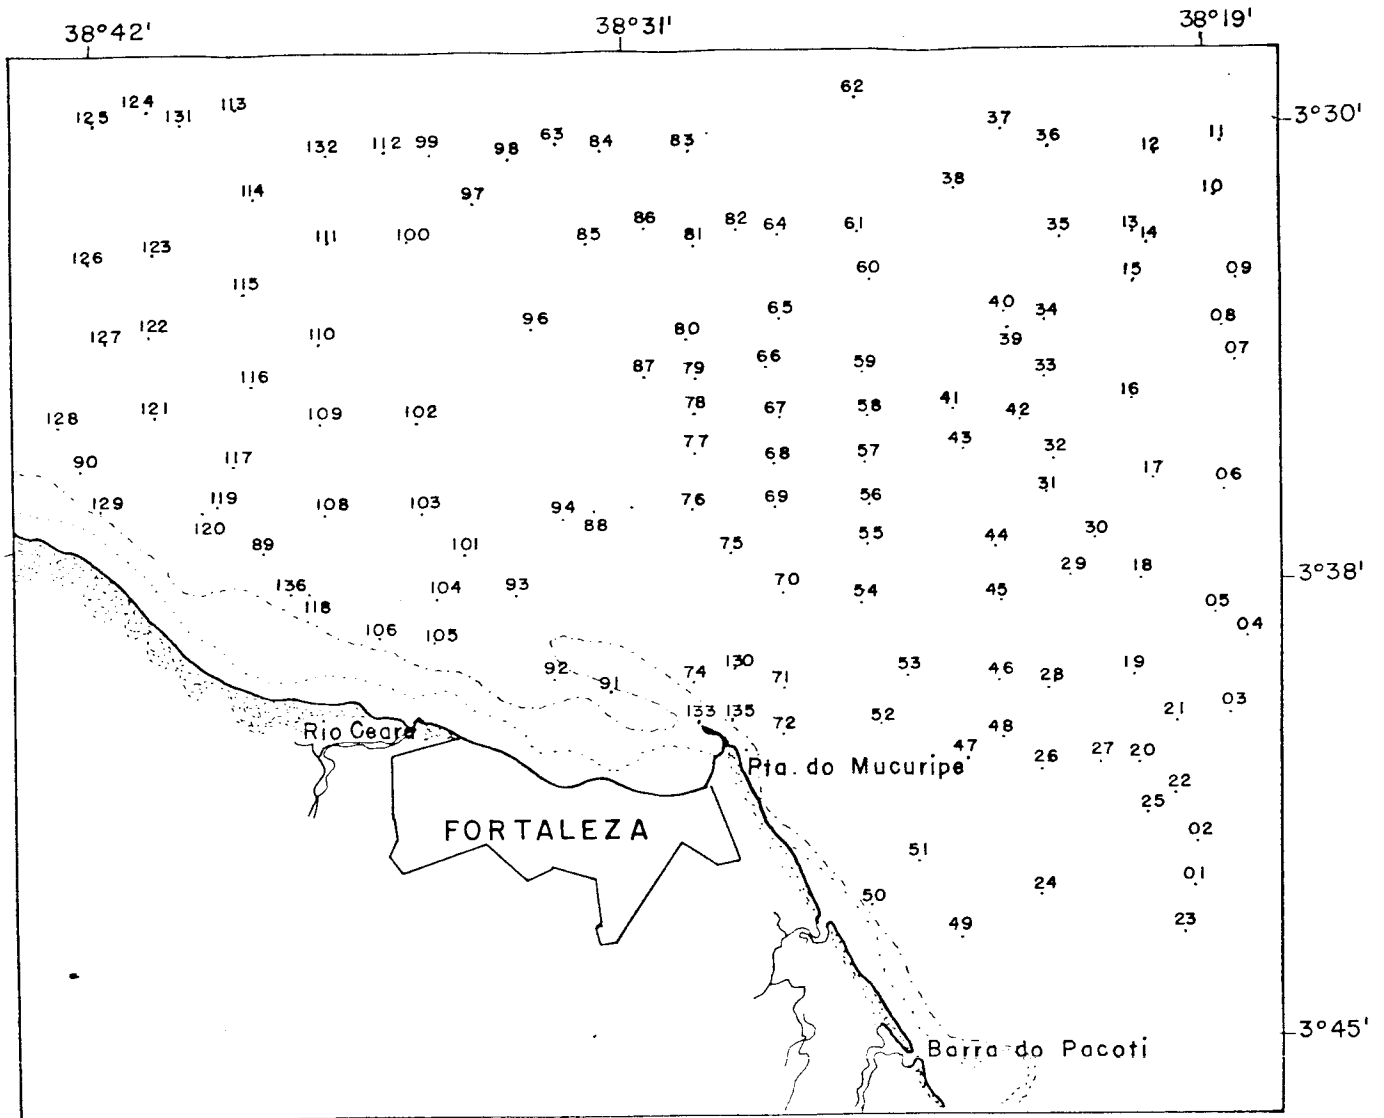 38°42' 38°31' 38°19'
62
124 113
125 131 3°30'
37 11
63 36
132 112 99 98 84 83 12
38 10
114 97
86 82 64 61 35 13
111 100 85 81 14
126 123
60 15 09
115
40 34 08
96 65
127 122 110 80 39 07
66
87 79 59 33
116
16
128 121 109 102 78 67 58 41 42
77 43 32
90 117 68 57 17 06
31
129 119 108 103 94 76 69 56
120 88 55 30
89 101 75 44
29 18 3°38'
136 104 93 70 54 45
118 05
04
106 105
92 91 74 130 71 53 46 28 19
03
133 135 72 52 48 21
Rio Ceará
47 26 27 20
Pta. do Mucuripe
22
25
FORTALEZA 02
51
24 01
50
49 23
3°45'
Barra do Pacoti